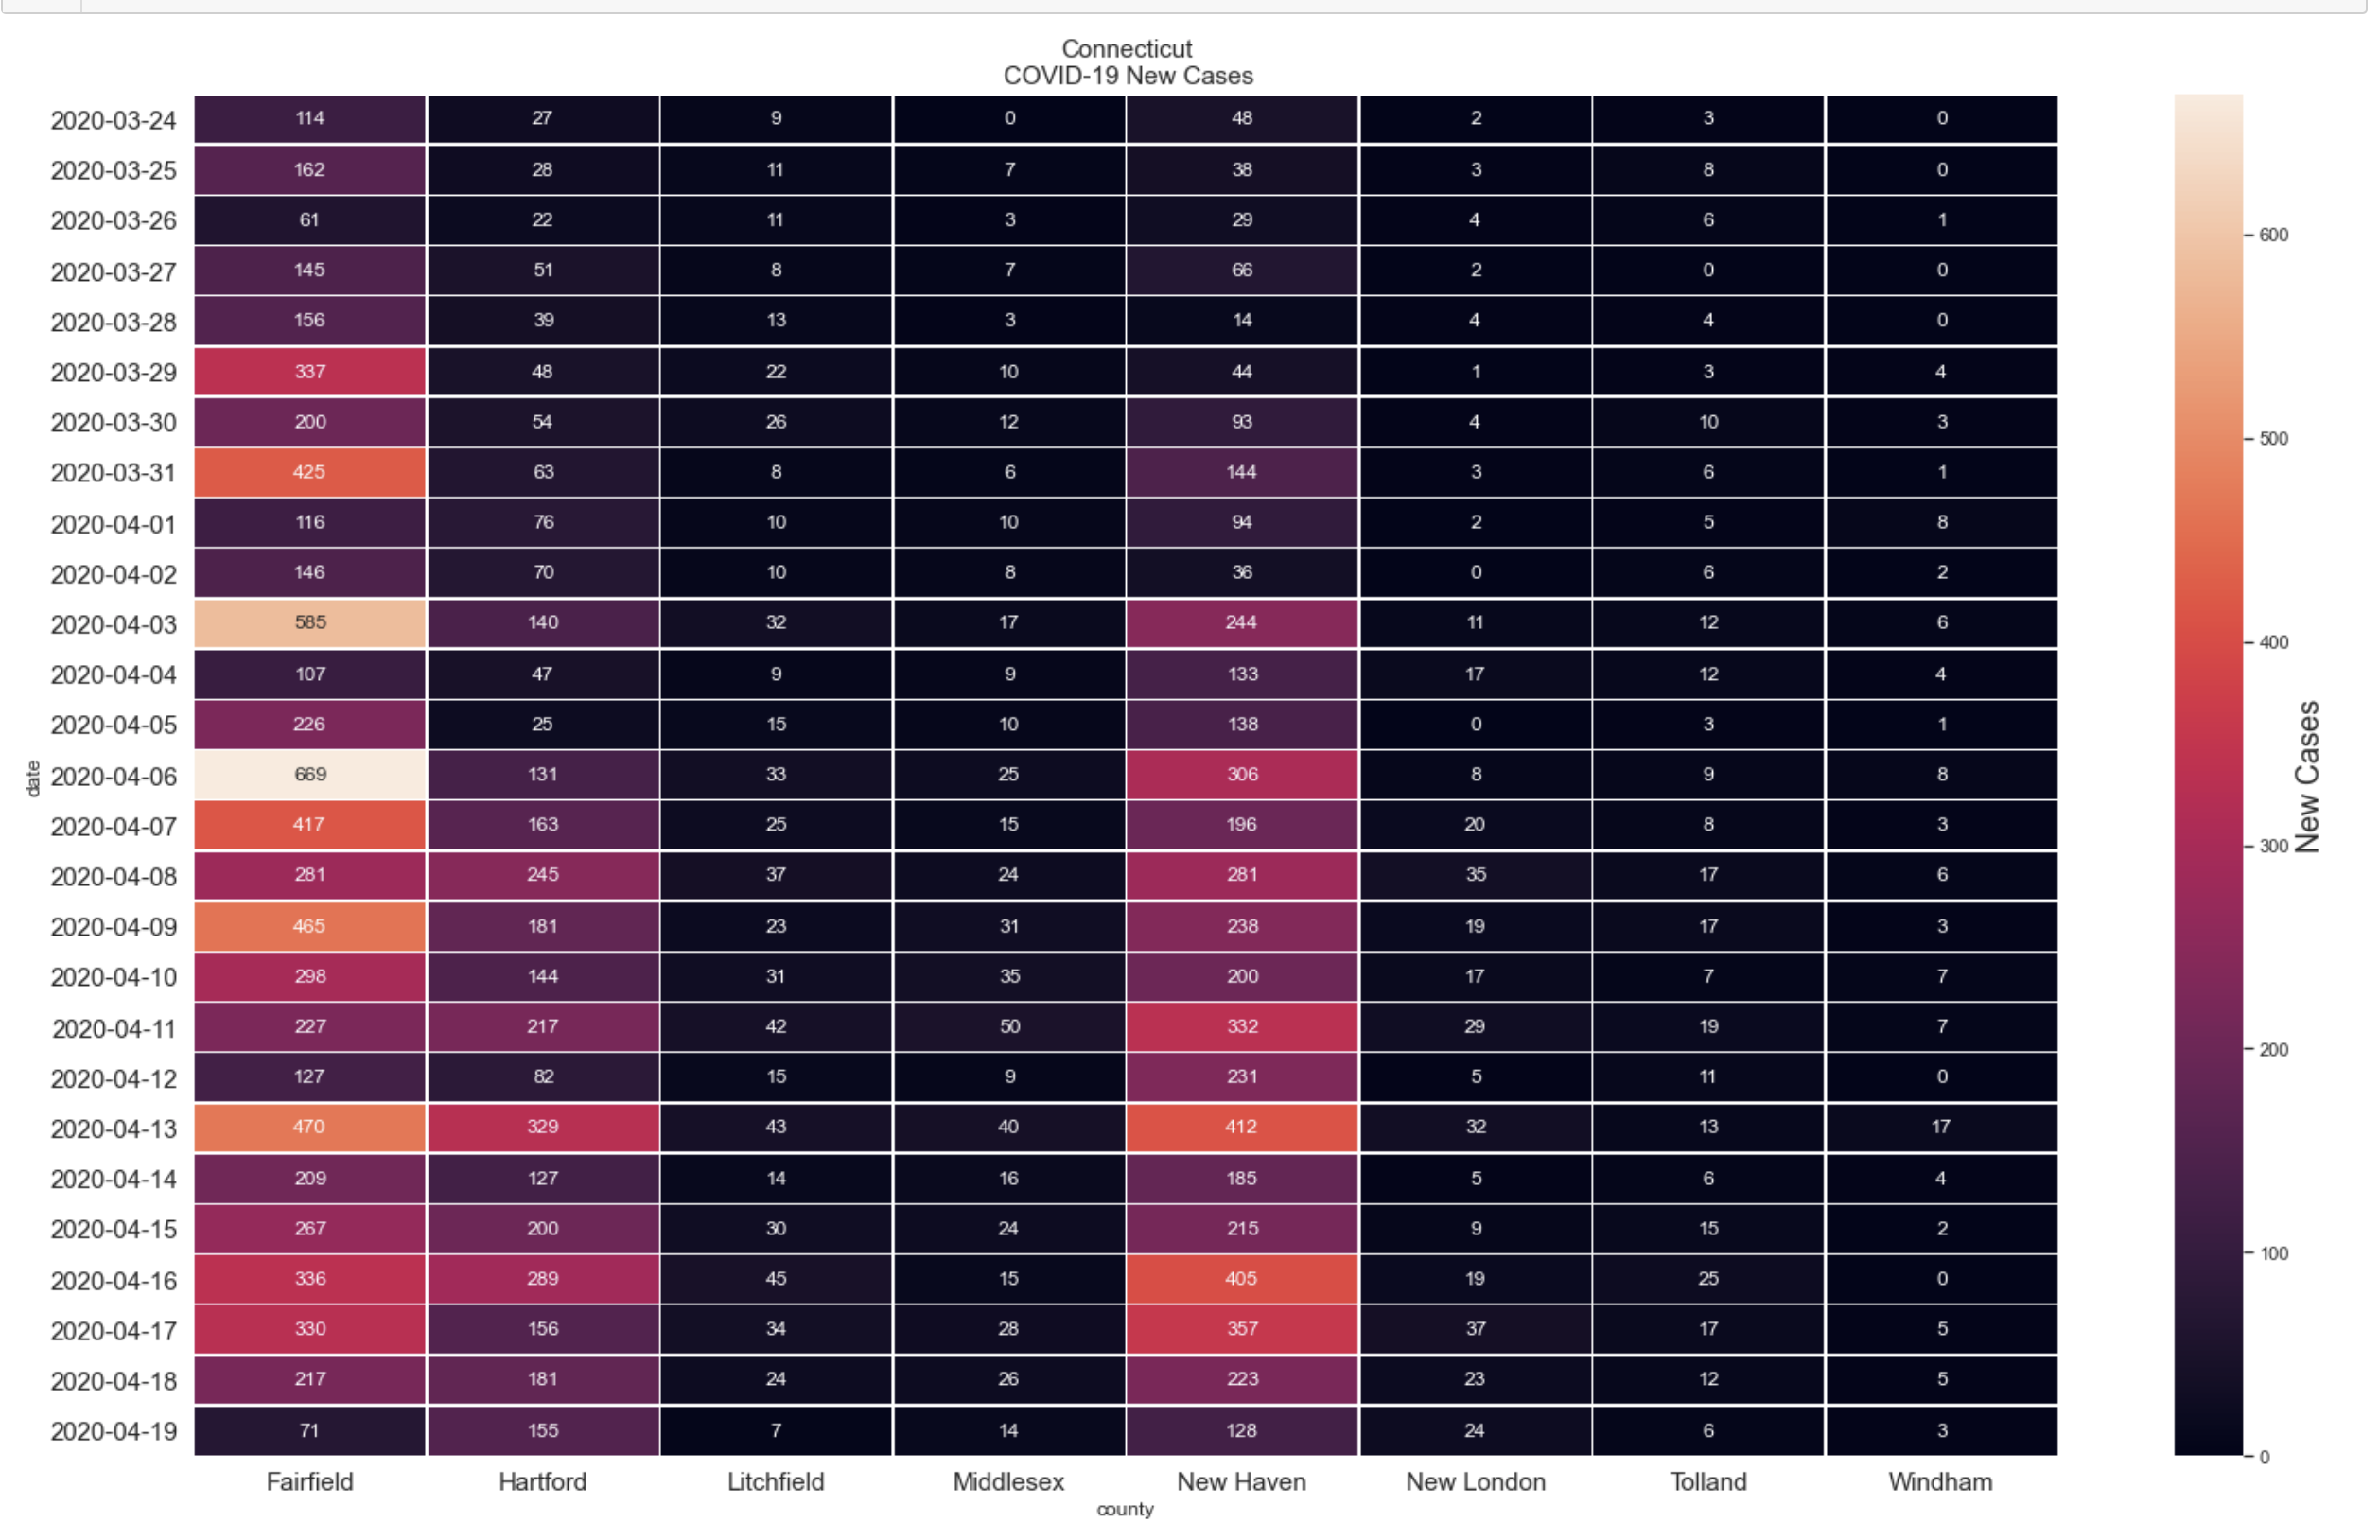 Connecticut
COVID-19 New Cases
2020-03-24 114 27 9 0 48 2 3 0
2020-03-25 162 28 11 7 38 3 8 0
2020-03-26 61 22 11 3 29 4 6 1
600
2020-03-27 145 51 8 7 66 2 0 0
2020-03-28 156 39 13 3 14 4 4 0
2020-03-29 337 48 22 10 44 1 3 4
2020-03-30 200 54 26 12 93 4 10 3
500
2020-03-31 425 63 8 6 144 3 6 1
2020-04-01 116 76 10 10 94 2 5 8
2020-04-02 146 70 10 8 36 0 6 2
2020-04-03 585 140 32 17 244 11 12 6
400
2020-04-04 107 47 9 9 133 17 12 4
2020-04-05 226 25 15 10 138 0 3 1
date
New Cases
2020-04-06 669 131 33 25 306 8 9 8
2020-04-07 417 163 25 15 196 20 8 3
300
2020-04-08 281 245 37 24 281 35 17 6
2020-04-09 465 181 23 31 238 19 17 3
2020-04-10 298 144 31 35 200 17 7 7
2020-04-11 227 217 42 50 332 29 19 7
200
2020-04-12 127 82 15 9 231 5 11 0
2020-04-13 470 329 43 40 412 32 13 17
2020-04-14 209 127 14 16 185 5 6 4
2020-04-15 267 200 30 24 215 9 15 2
100
2020-04-16 336 289 45 15 405 19 25 0
2020-04-17 330 156 34 28 357 37 17 5
2020-04-18 217 181 24 26 223 23 12 5
2020-04-19 71 155 7 14 128 24 6 3
0
Fairfield Hartford Litchfield Middlesex New Haven New London Tolland Windham
county